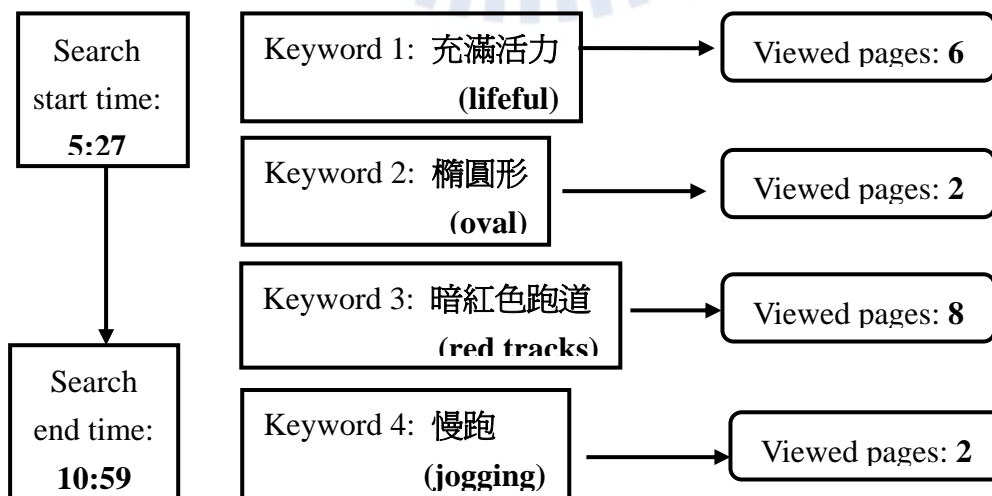 Search
start time:
5:27
Keyword 1: 充滿活力
(lifeful)
Viewed pages: 6
Keyword 2: 橢圓形
(oval)
Viewed pages: 2
Keyword 3: 暗紅色跑道
(red tracks)
Viewed pages: 8
Search
end time:
10:59
Keyword 4: 慢跑
(jogging)
Viewed pages: 2